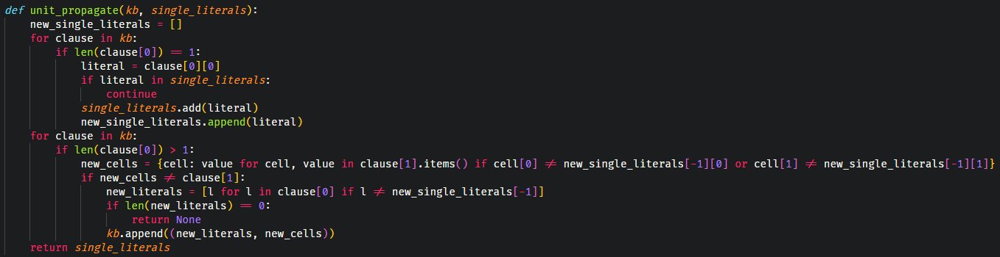 def unit_propagate(kb, single_literals):
    new_single_literals = []
    for clause in kb:
        if len(clause[0]) == 1:
            literal = clause[0][0]
            if literal in single_literals:
                continue
            single_literals.add(literal)
            new_single_literals.append(literal)
    for clause in kb:
        if len(clause[0]) > 1:
            new_cells = {cell: value for cell, value in clause[1].items() if cell[0] != new_single_literals[-1][0] or cell[1] != new_single_literals[-1][1]}
            if new_cells != clause[1]:
                new_literals = [l for l in clause[0] if l != new_single_literals[-1]]
                if len(new_literals) == 0:
                    return None
                kb.append((new_literals, new_cells))
    return single_literals